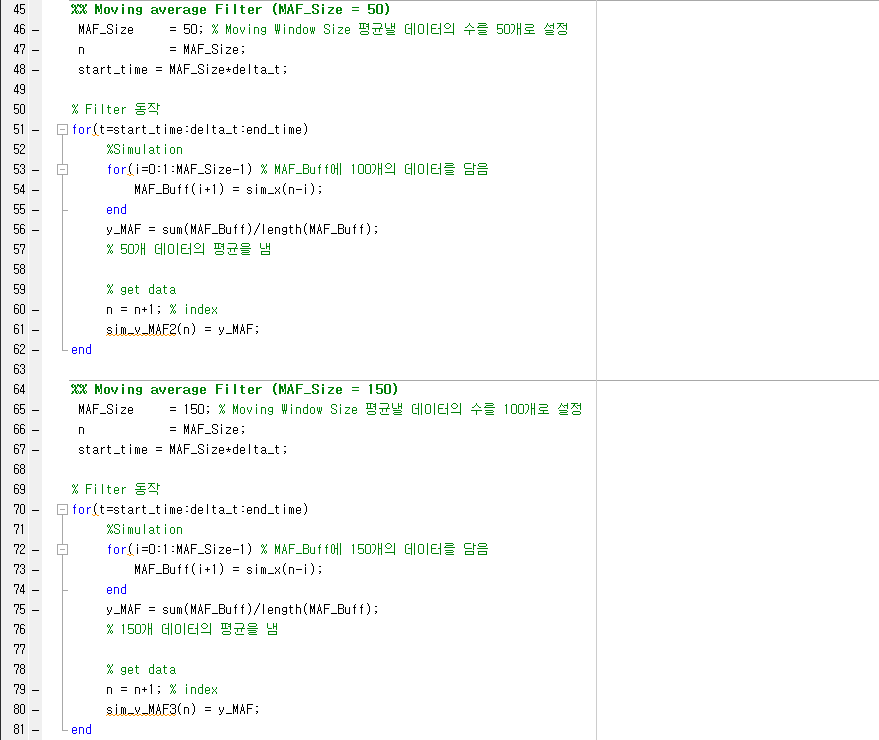 45 %% Moving average Filter (MAF_Size = 50)
46 – MAF_Size = 50; % Moving Window Size 평균낼 데이터의 수를 50개로 설정
47 – n = MAF_Size;
48 – start_time = MAF_Size*delta_t;
49
50 % Filter 동작
51 – for(t=start_time:delta_t:end_time)
52 %Simulation
53 – for(i=0:1:MAF_Size-1) % MAF_Buff에 100개의 데이터를 담음
54 – MAF_Buff(i+1) = sim_x(n-i);
55 – end
56 – y_MAF = sum(MAF_Buff)/length(MAF_Buff);
57 % 50개 데이터의 평균을 냄
58
59 % get data
60 – n = n+1; % index
61 – sim_y_MAF2(n) = y_MAF;
62 – end
63
64 %% Moving average Filter (MAF_Size = 150)
65 – MAF_Size = 150; % Moving Window Size 평균낼 데이터의 수를 100개로 설정
66 – n = MAF_Size;
67 – start_time = MAF_Size*delta_t;
68
69 % Filter 동작
70 – for(t=start_time:delta_t:end_time)
71 %Simulation
72 – for(i=0:1:MAF_Size-1) % MAF_Buff에 150개의 데이터를 담음
73 – MAF_Buff(i+1) = sim_x(n-i);
74 – end
75 – y_MAF = sum(MAF_Buff)/length(MAF_Buff);
76 % 150개 데이터의 평균을 냄
77
78 % get data
79 – n = n+1; % index
80 – sim_y_MAF3(n) = y_MAF;
81 – end